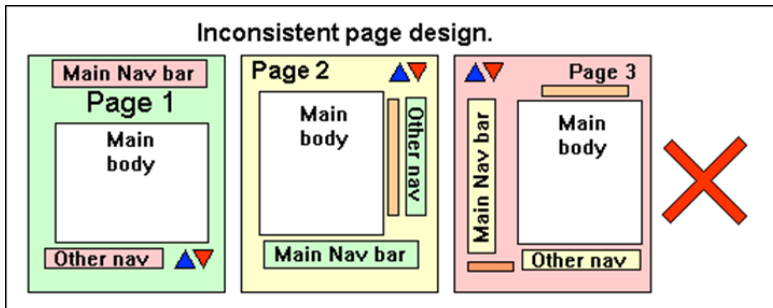 Inconsistent page design.
Main Nav bar
Page 1
Main
body
Other nav
Page 2
Main
body
Other nav
Main Nav bar
Page 3
Main Nav bar
Main
body
Other nav